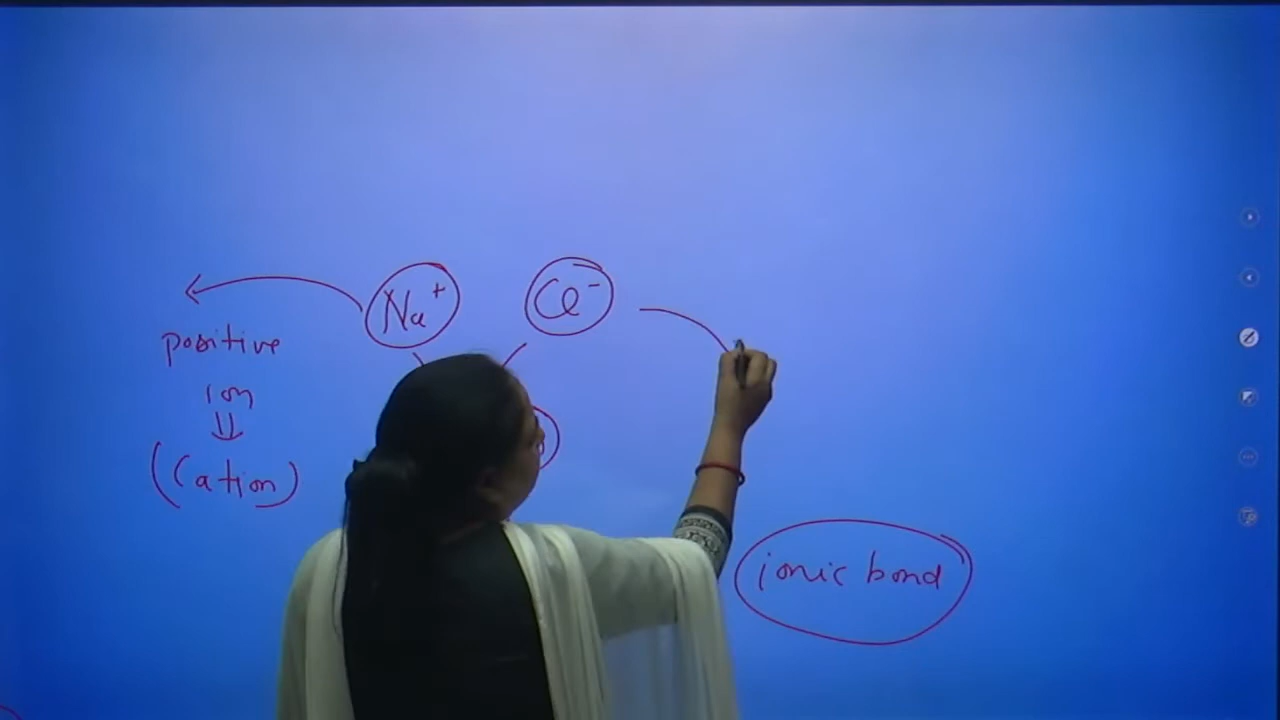 Na⁺ Cl⁻
positive
ion
(Cation)
ionic bond